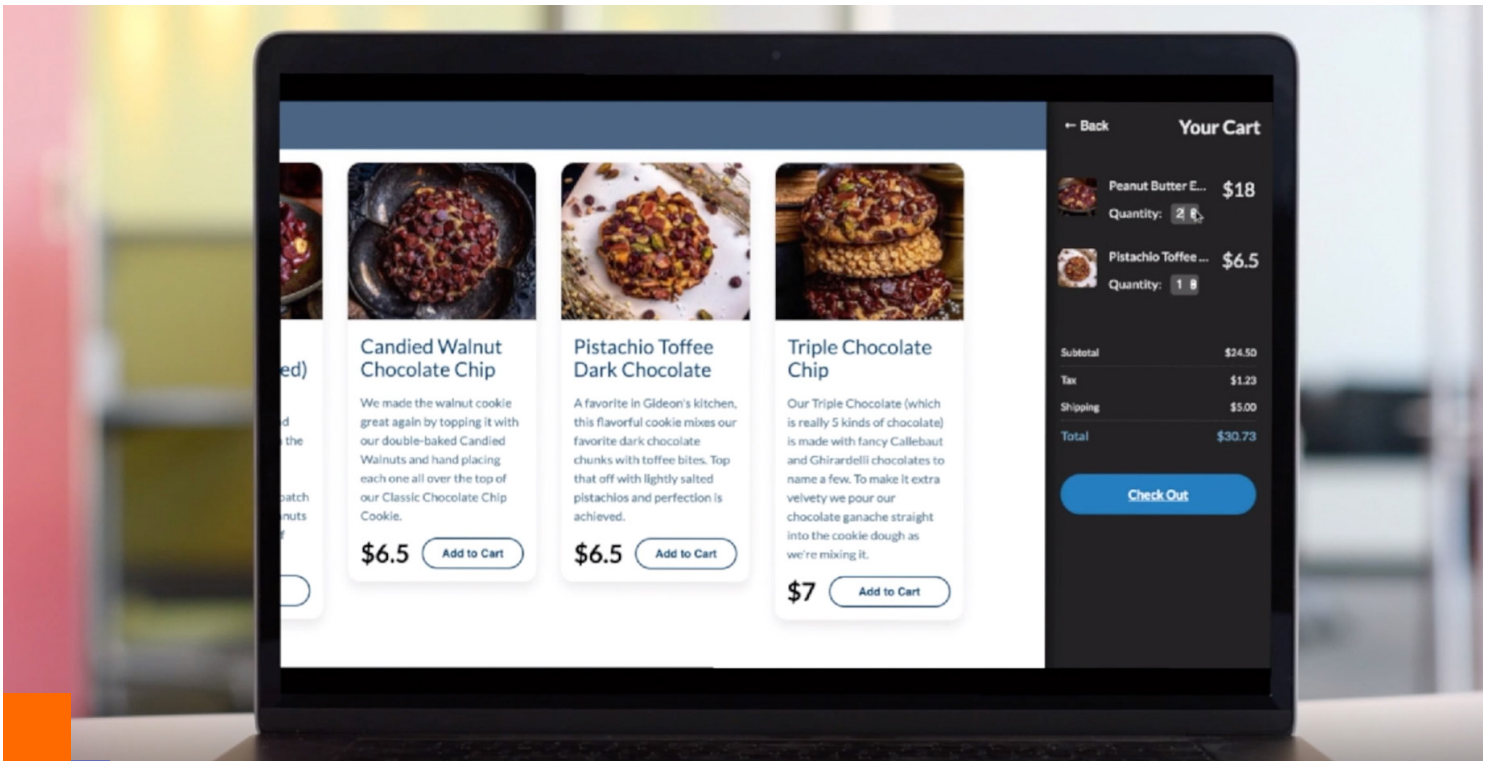 ← Back
Your Cart
Peanut Butter E...
$18
Quantity: 2
Pistachio Toffee ...
$6.5
Quantity: 1
Subtotal $24.50
Tax $1.23
Shipping $5.00
Total $30.73
Check Out
ed)
d
the
patch
nuts
f
Candied Walnut
Chocolate Chip
We made the walnut cookie
great again by topping it with
our double-baked Candied
Walnuts and hand placing
each one all over the top of
our Classic Chocolate Chip
Cookie.
$6.5
Add to Cart
Pistachio Toffee
Dark Chocolate
A favorite in Gideon's kitchen,
this flavorful cookie mixes our
favorite dark chocolate
chunks with toffee bites. Top
that off with lightly salted
pistachios and perfection is
achieved.
$6.5
Add to Cart
Triple Chocolate
Chip
Our Triple Chocolate (which
is really 5 kinds of chocolate)
is made with fancy Callebaut
and Ghirardelli chocolates to
name a few. To make it extra
velvety we pour our
chocolate ganache straight
into the cookie dough as
we're mixing it.
$7
Add to Cart